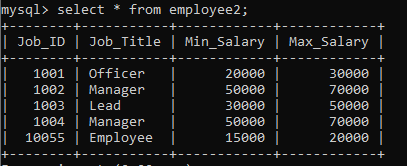 mysql> select * from employee2;
+--------+-----------+------------+------------+
| Job_ID | Job_Title | Min_Salary | Max_Salary |
+--------+-----------+------------+------------+
| 1001 | Officer | 20000 | 30000 |
| 1002 | Manager | 50000 | 70000 |
| 1003 | Lead | 30000 | 50000 |
| 1004 | Manager | 50000 | 70000 |
| 10055 | Employee | 15000 | 20000 |
+--------+-----------+------------+------------+